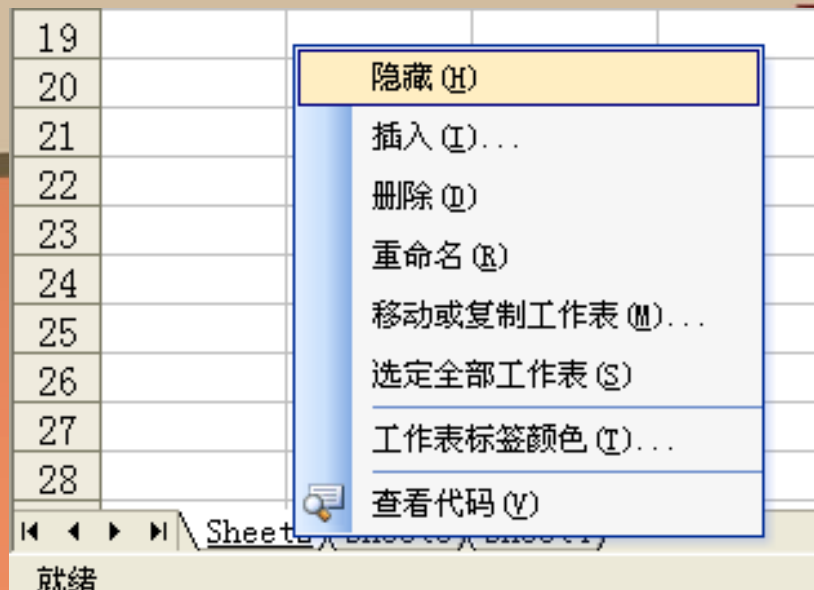 19
20
隐藏(H)
21
插入(I)...
22
册除(D)
23
重命名(R)
24
移动或复制工作表(M)...
25
26
选定全部工作表(S)
27
工作表标签颜色(T)...
28
查看代码(V)
就绪